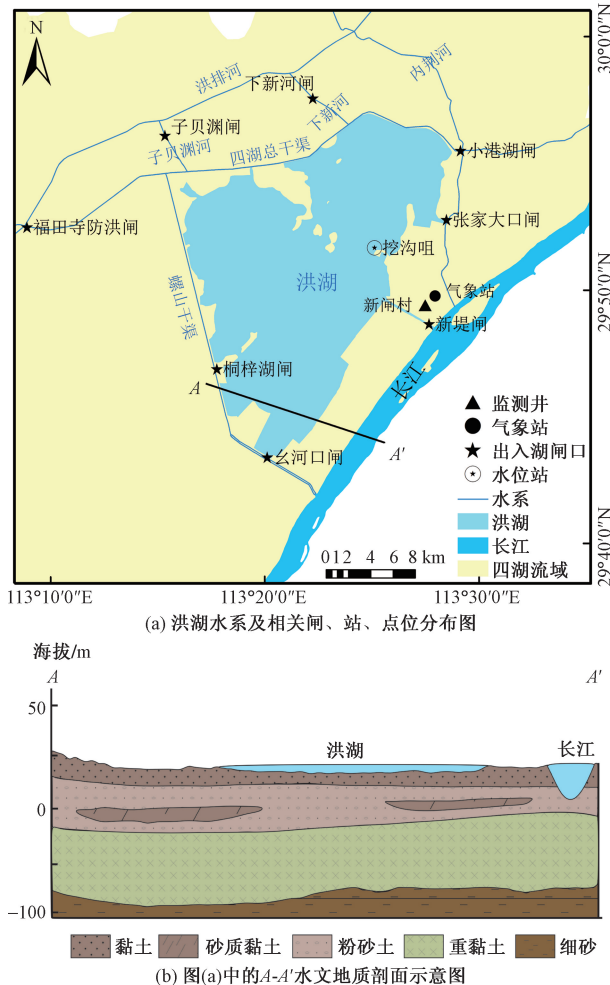 N
30°0′0″N
洪排河
内荆河
下新河闸
子贝渊闸
下新河
子贝渊河
四湖总干渠
小港湖闸
张家大口闸
福田寺防洪闸
挖沟咀
螺山干渠
洪湖
气象站
新闸村
29°50′0″N
新堤闸
桐梓湖闸
长江
A
A′
幺河口闸
监测井
气象站
出入湖闸口
水位站
水系
洪湖
长江
四湖流域
0 1 2 4 6 8 km
29°40′0″N
113°10′0″E 113°20′0″E 113°30′0″E
(a) 洪湖水系及相关闸、站、点位分布图
海拔/m
A A′
50
洪湖 长江
0
−100
黏土 砂质黏土 粉砂土 重黏土 细砂
(b) 图(a)中的A-A′水文地质剖面示意图